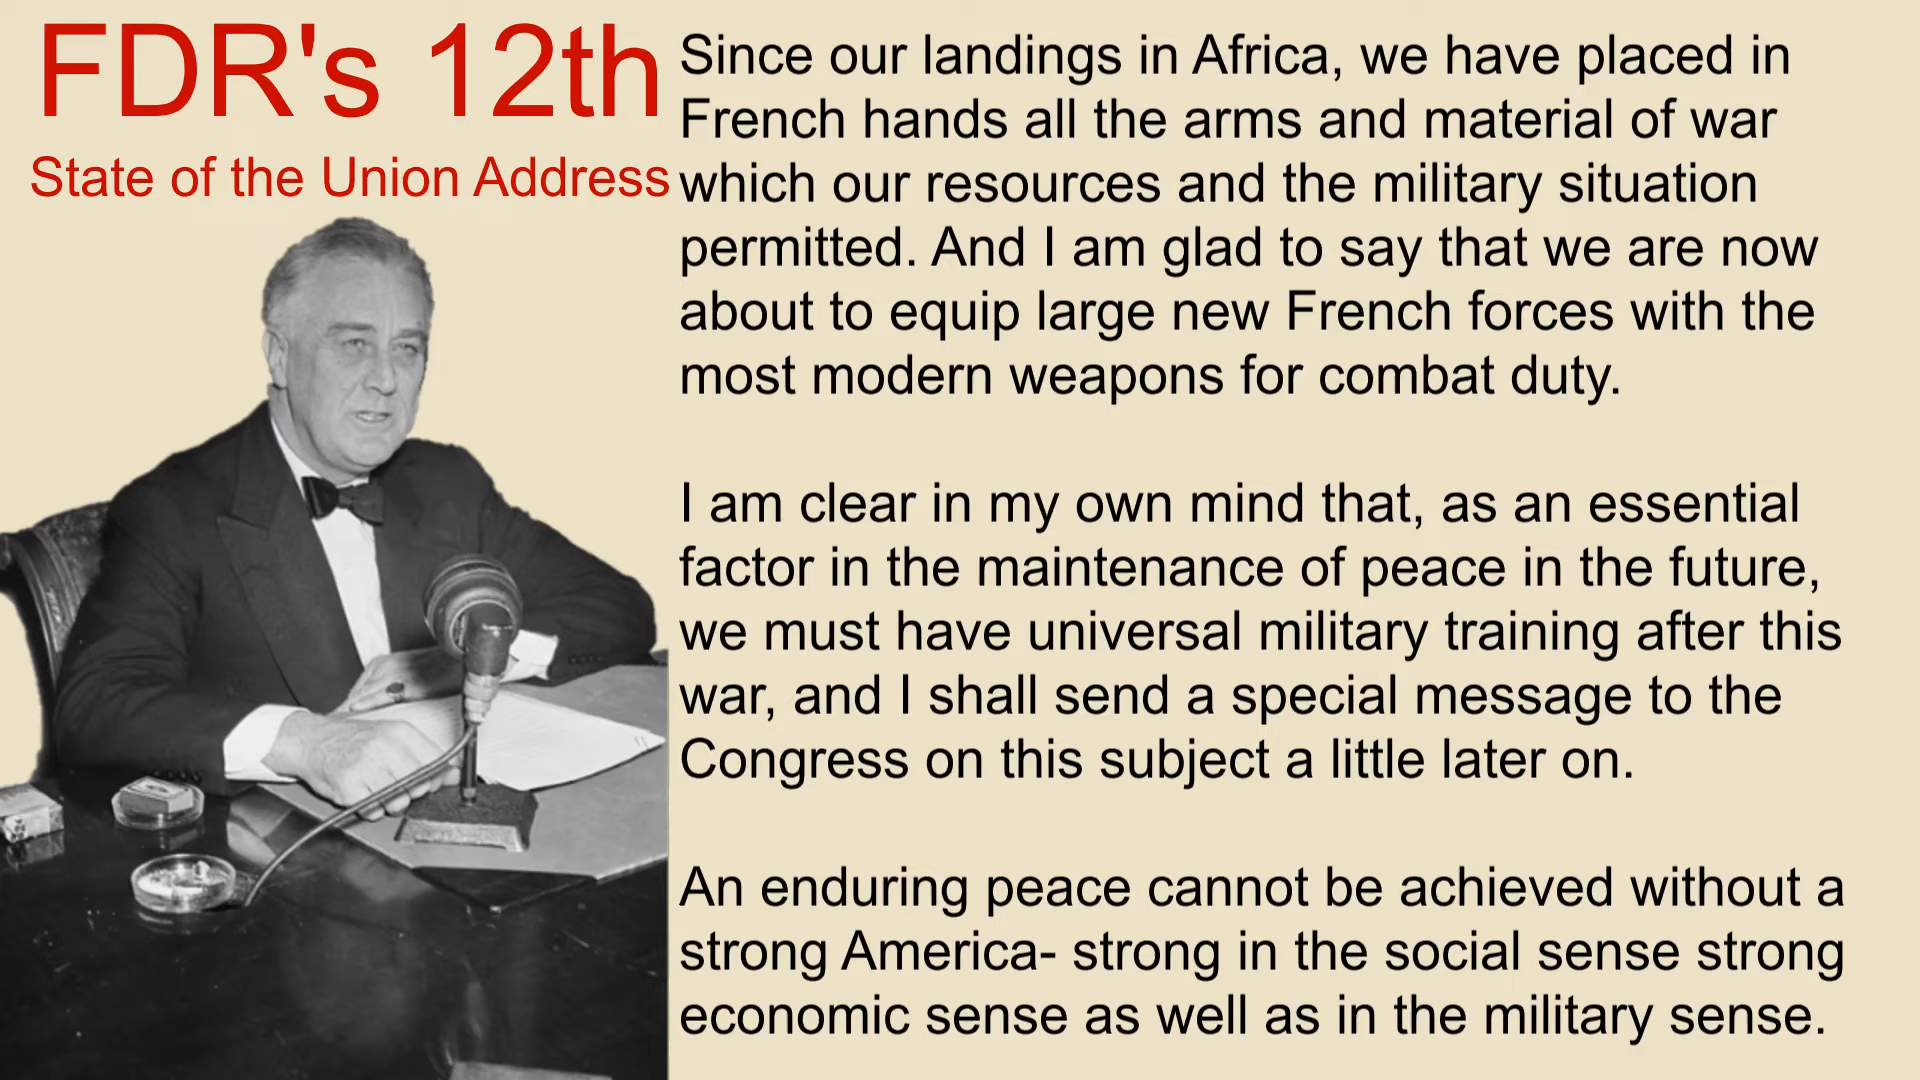 FDR's 12th
State of the Union Address
Since our landings in Africa, we have placed in
French hands all the arms and material of war
which our resources and the military situation
permitted. And I am glad to say that we are now
about to equip large new French forces with the
most modern weapons for combat duty.
I am clear in my own mind that, as an essential
factor in the maintenance of peace in the future,
we must have universal military training after this
war, and I shall send a special message to the
Congress on this subject a little later on.
An enduring peace cannot be achieved without a
strong America- strong in the social sense strong
economic sense as well as in the military sense.